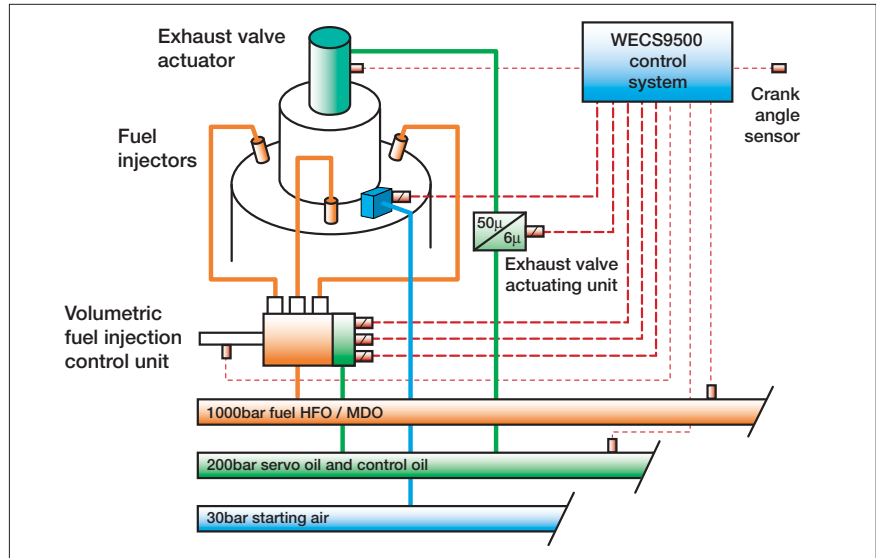 Exhaust valve
actuator
WECS9500
control
system
Crank
angle
sensor
Fuel
injectors
50µ
6µ
Exhaust valve
actuating unit
Volumetric
fuel injection
control unit
1000bar fuel HFO / MDO
200bar servo oil and control oil
30bar starting air